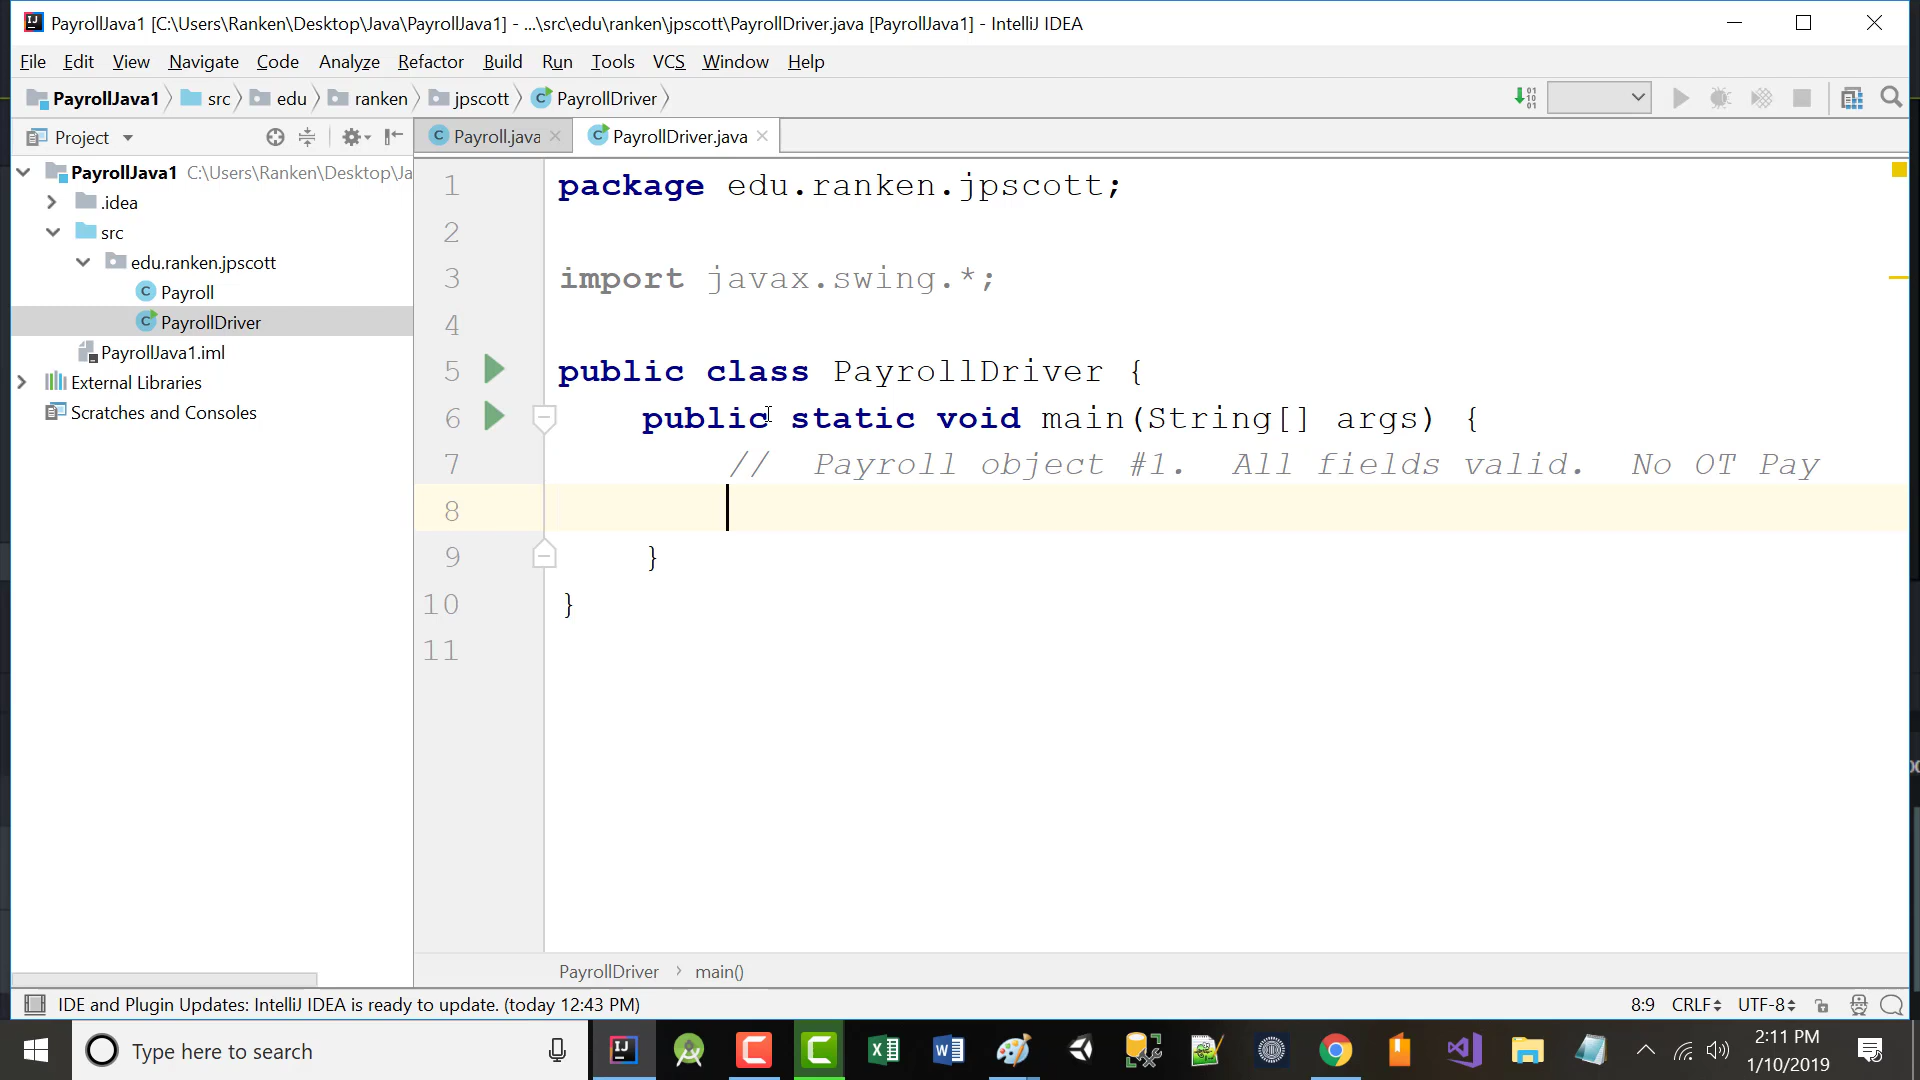 PayrollJava1 [C:\Users\Ranken\Desktop\Java\PayrollJava1] - ...\src\edu\ranken\jpscott\PayrollDriver.java [PayrollJava1] - IntelliJ IDEA
File Edit View Navigate Code Analyze Refactor Build Run Tools VCS Window Help
PayrollJava1 src edu ranken jpscott PayrollDriver
Project
Payroll.java PayrollDriver.java
PayrollJava1 C:\Users\Ranken\Desktop\Ja
.idea
src
edu.ranken.jpscott
Payroll
PayrollDriver
PayrollJava1.iml
External Libraries
Scratches and Consoles
1 package edu.ranken.jpscott;
2
3 import javax.swing.*;
4
5 public class PayrollDriver {
6 public static void main(String[] args) {
7 // Payroll object #1. All fields valid. No OT Pay
8
9 }
10 }
11
PayrollDriver › main()
IDE and Plugin Updates: IntelliJ IDEA is ready to update. (today 12:43 PM)
8:9 CRLF UTF-8
Type here to search
2:11 PM
1/10/2019